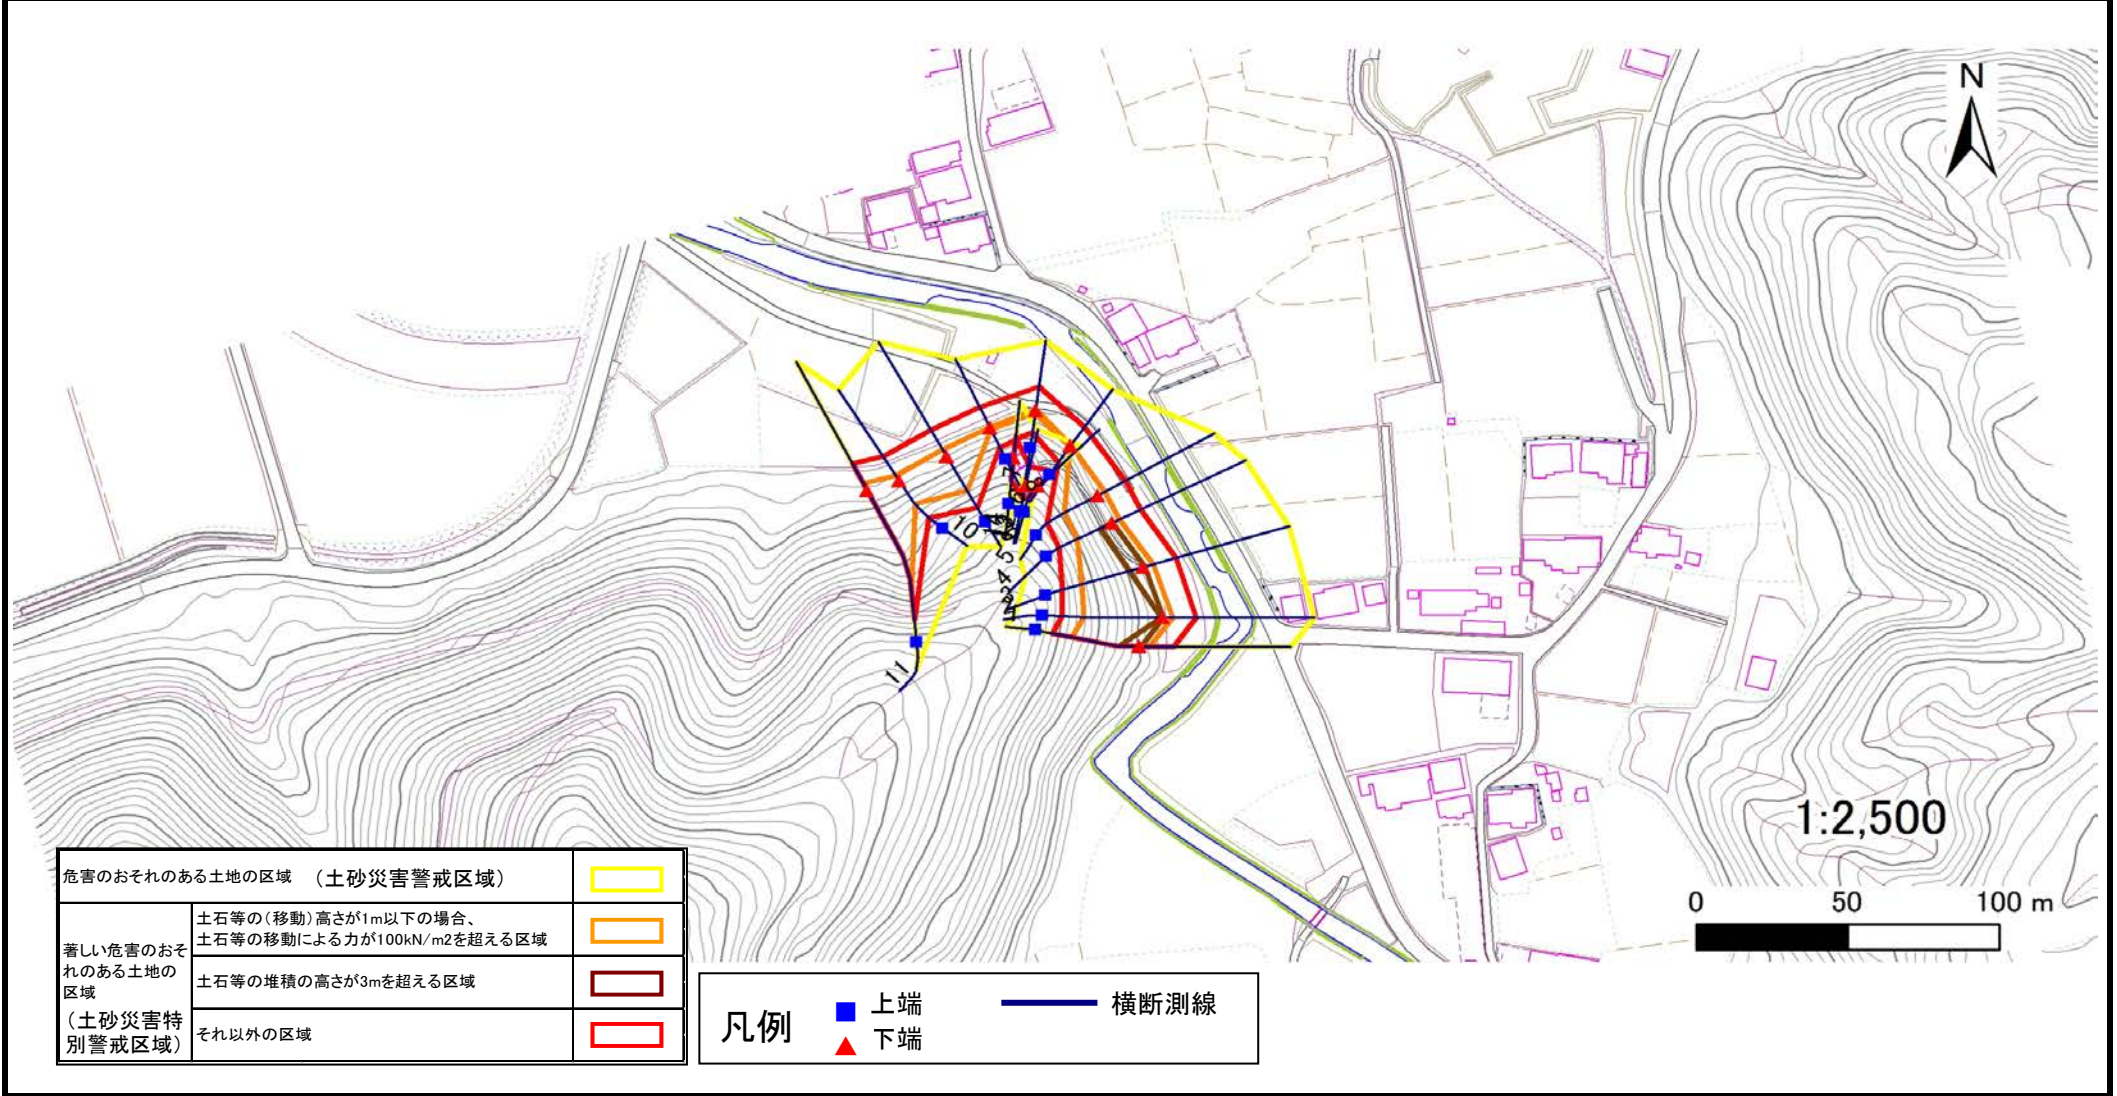 N
7
8
10
5
4
3
2
11
1:2,500
0 50 100 m
危害のおそれのある土地の区域 (土砂災害警戒区域)
著しい危害のおそ
れのある土地の
区域
(土砂災害特
別警戒区域)
土石等の(移動)高さが1m以下の場合、
土石等の移動による力が100kN/m2を超える区域
土石等の堆積の高さが3mを超える区域
それ以外の区域
凡例
上端
下端
横断測線